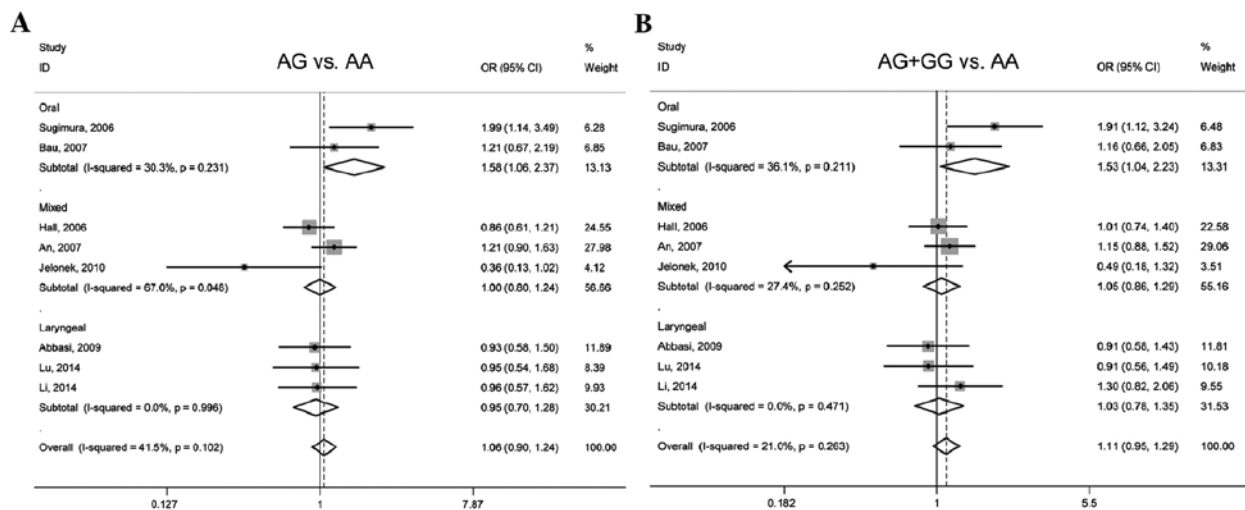 A
Study
%
ID
AG vs. AA
OR (95% CI)
Weight
Oral
Sugimura, 2006
1.99 (1.14, 3.49)
6.28
Bau, 2007
1.21 (0.67, 2.19)
6.85
Subtotal (I-squared = 30.3%, p = 0.231)
1.58 (1.06, 2.37)
13.13
.
Mixed
Hall, 2006
0.86 (0.61, 1.21)
24.55
An, 2007
1.21 (0.90, 1.63)
27.98
Jelonek, 2010
0.36 (0.13, 1.02)
4.12
Subtotal (I-squared = 67.0%, p = 0.048)
1.00 (0.80, 1.24)
56.66
.
Laryngeal
Abbasi, 2009
0.93 (0.58, 1.50)
11.89
Lu, 2014
0.95 (0.54, 1.68)
8.39
Li, 2014
0.96 (0.57, 1.62)
9.93
Subtotal (I-squared = 0.0%, p = 0.996)
0.95 (0.70, 1.28)
30.21
.
Overall (I-squared = 41.5%, p = 0.102)
1.06 (0.90, 1.24)
100.00
0.127
1
7.87
B
Study
%
ID
AG+GG vs. AA
OR (95% CI)
Weight
Oral
Sugimura, 2006
1.91 (1.12, 3.24)
6.48
Bau, 2007
1.16 (0.66, 2.05)
6.83
Subtotal (I-squared = 36.1%, p = 0.211)
1.53 (1.04, 2.23)
13.31
.
Mixed
Hall, 2006
1.01 (0.74, 1.40)
22.58
An, 2007
1.15 (0.88, 1.52)
29.06
Jelonek, 2010
0.49 (0.18, 1.32)
3.51
Subtotal (I-squared = 27.4%, p = 0.252)
1.05 (0.86, 1.29)
55.16
.
Laryngeal
Abbasi, 2009
0.91 (0.58, 1.43)
11.81
Lu, 2014
0.91 (0.56, 1.49)
10.18
Li, 2014
1.30 (0.82, 2.06)
9.55
Subtotal (I-squared = 0.0%, p = 0.471)
1.03 (0.78, 1.35)
31.53
.
Overall (I-squared = 21.0%, p = 0.263)
1.11 (0.95, 1.29)
100.00
0.182
1
5.5